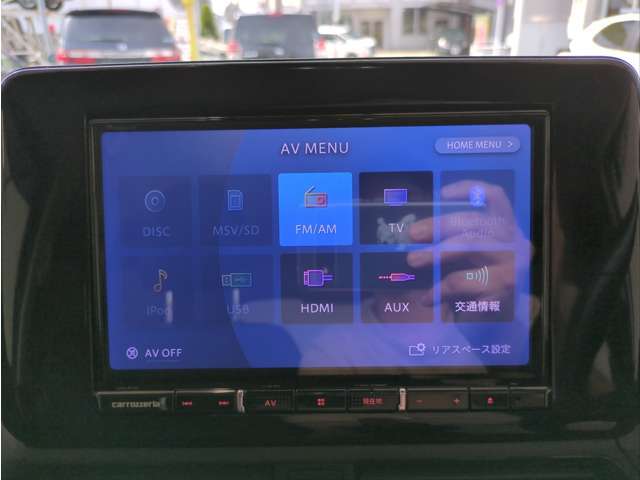 AV MENU
HOME MENU >
DISC
MSV/SD
FM/AM
TV
Bluetooth
Audio
iPod
USB
HDMI
AUX
交通情報
AV OFF
リアスペース設定
carrozzeria
AV
現在地
- +